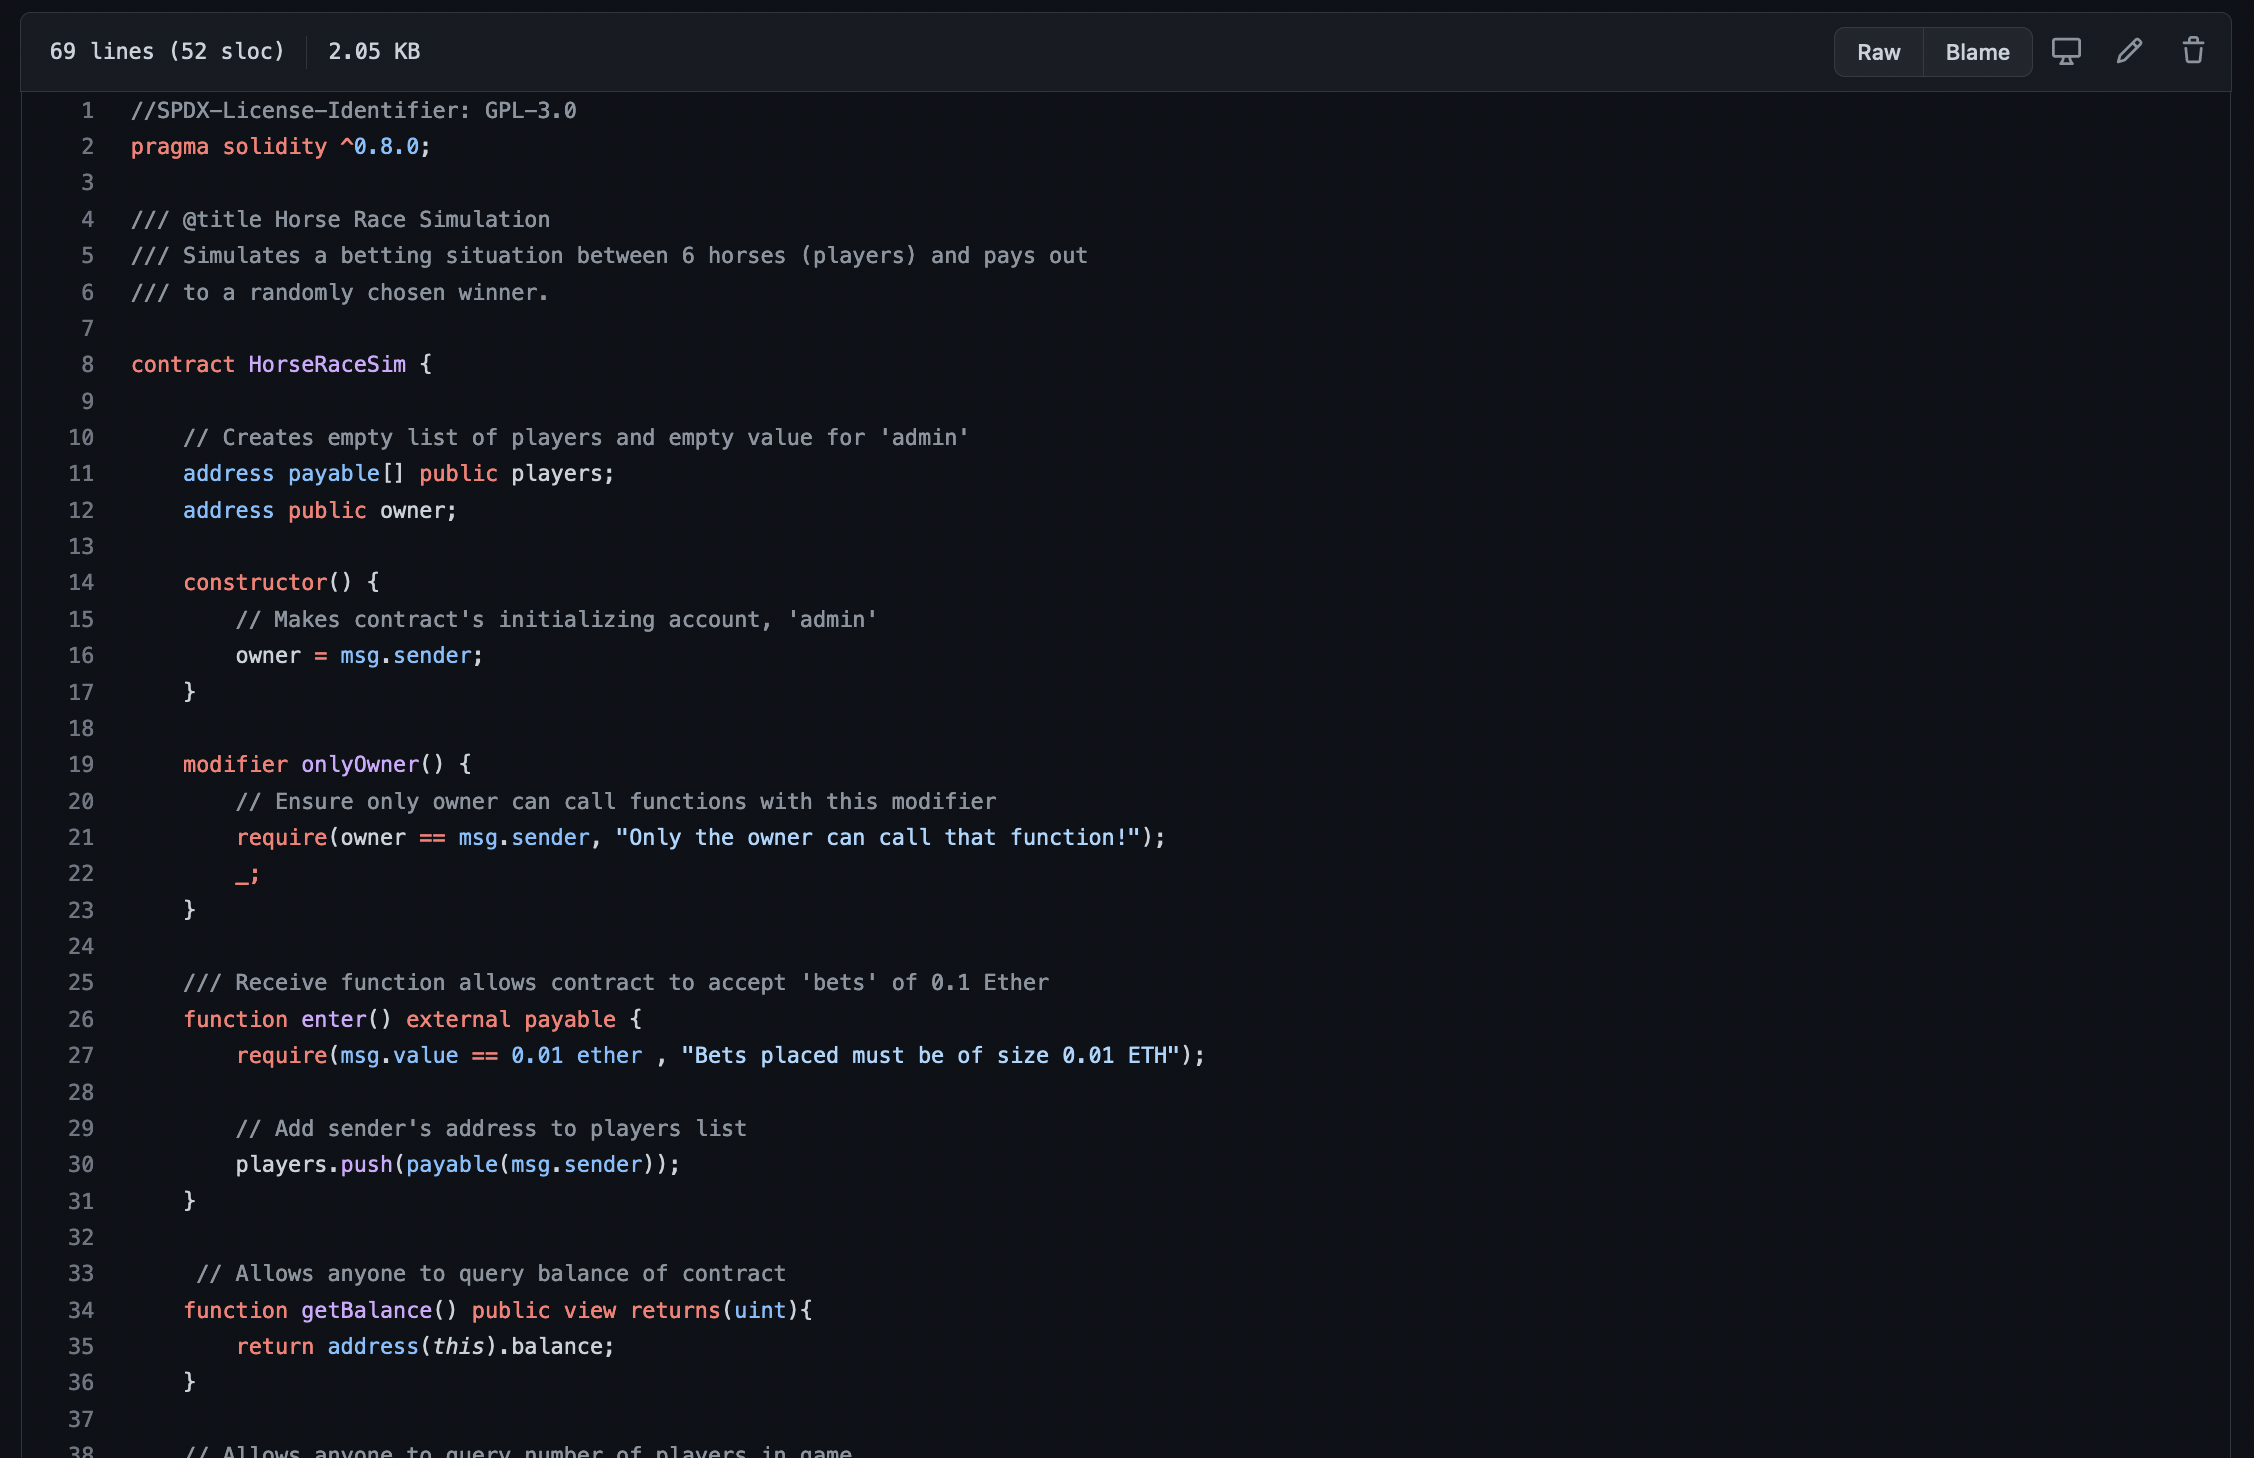 69 lines (52 sloc) 2.05 KB Raw Blame
1 //SPDX-License-Identifier: GPL-3.0
2 pragma solidity ^0.8.0;
3
4 /// @title Horse Race Simulation
5 /// Simulates a betting situation between 6 horses (players) and pays out
6 /// to a randomly chosen winner.
7
8 contract HorseRaceSim {
9
10     // Creates empty list of players and empty value for 'admin'
11     address payable[] public players;
12     address public owner;
13
14     constructor() {
15         // Makes contract's initializing account, 'admin'
16         owner = msg.sender;
17     }
18
19     modifier onlyOwner() {
20         // Ensure only owner can call functions with this modifier
21         require(owner == msg.sender, "Only the owner can call that function!");
22         _;
23     }
24
25     /// Receive function allows contract to accept 'bets' of 0.1 Ether
26     function enter() external payable {
27         require(msg.value == 0.01 ether , "Bets placed must be of size 0.01 ETH");
28
29         // Add sender's address to players list
30         players.push(payable(msg.sender));
31     }
32
33      // Allows anyone to query balance of contract
34     function getBalance() public view returns(uint){
35         return address(this).balance;
36     }
37
38     // Allows anyone to query number of players in game